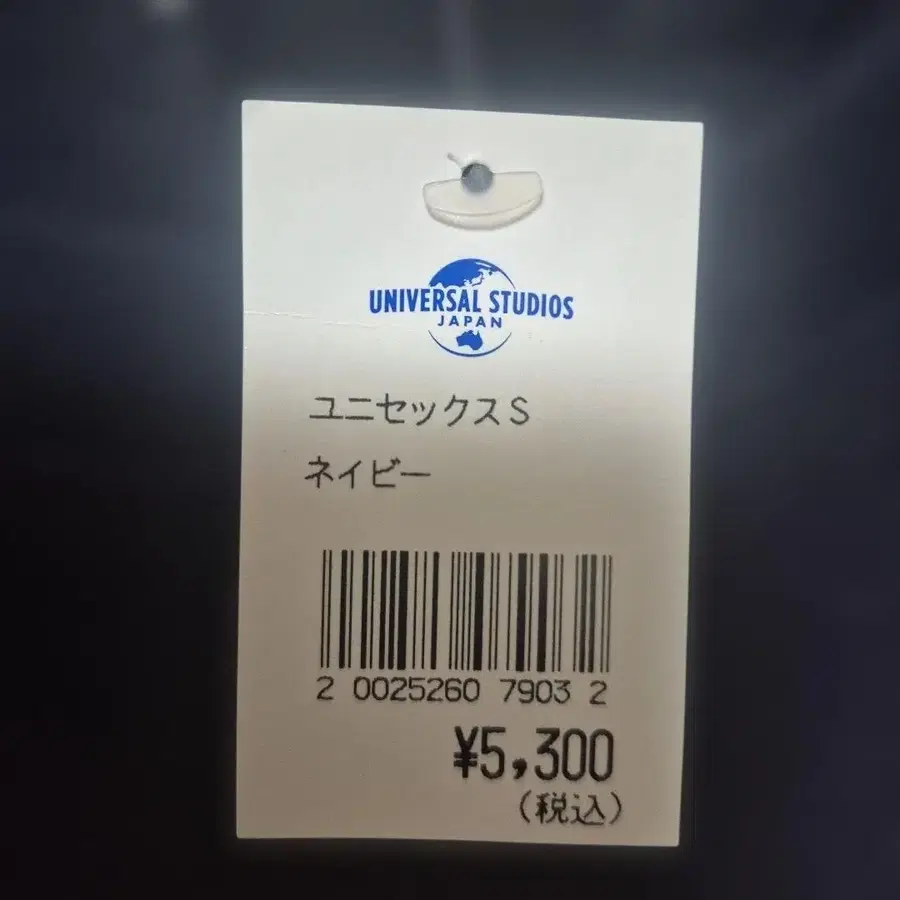 UNIVERSAL STUDIOS
JAPAN
ユニセックスS
ネイビー
2 0025260 7903 2
¥5,300
(税込)